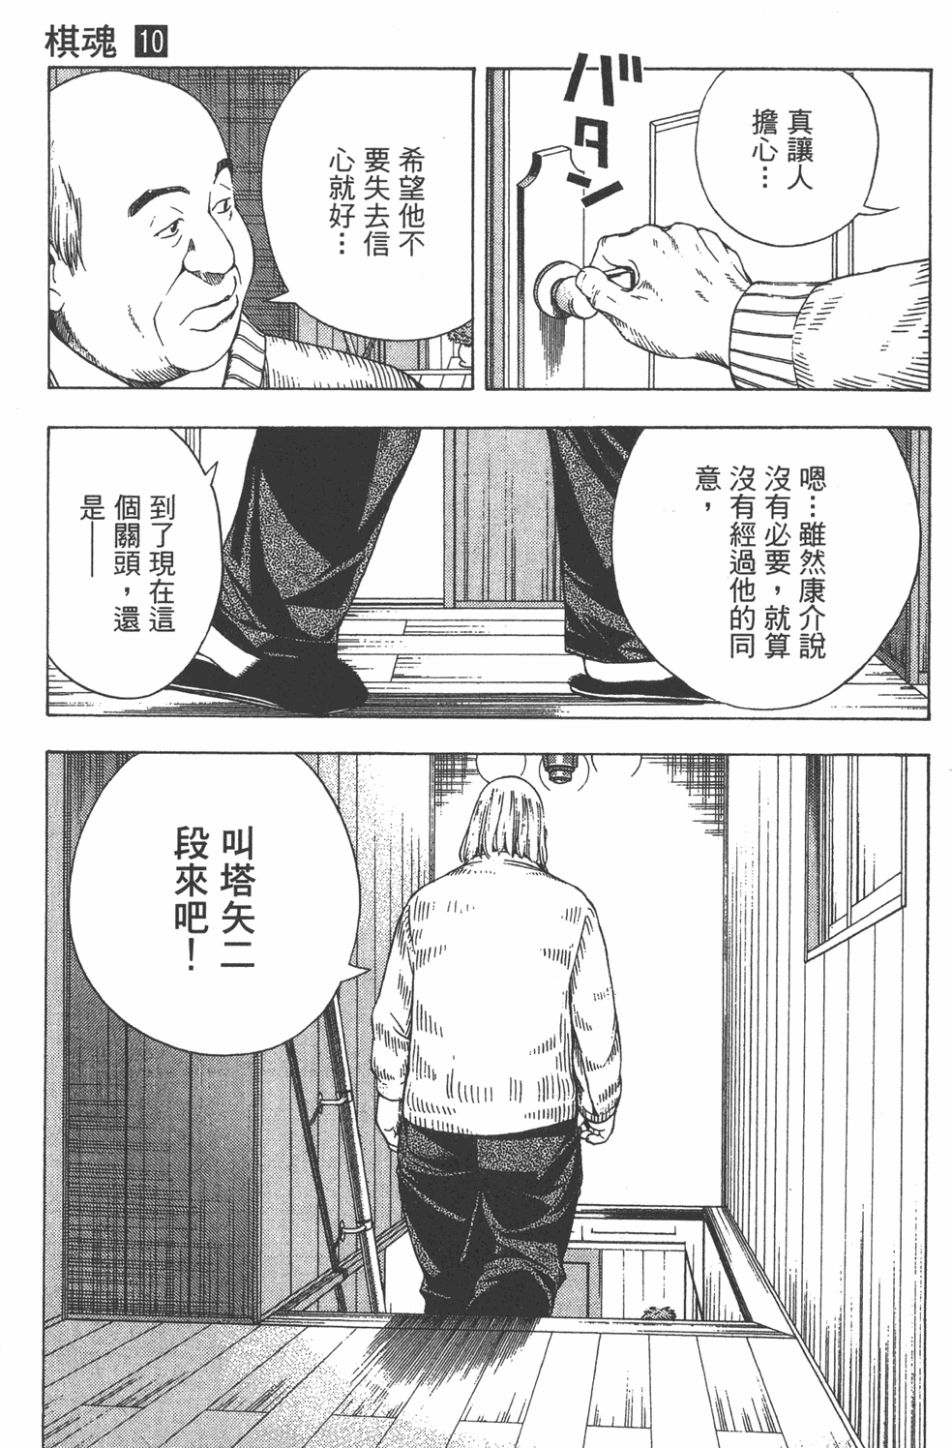 棋魂 10
真讓人
擔心…
バタン
希望他不
要失去信
心就好…
嗯…雖然康介說
沒有必要，就算
沒有經過他的同
意，
到了現在這
個關頭，還
是——
叫塔矢二
段來吧！